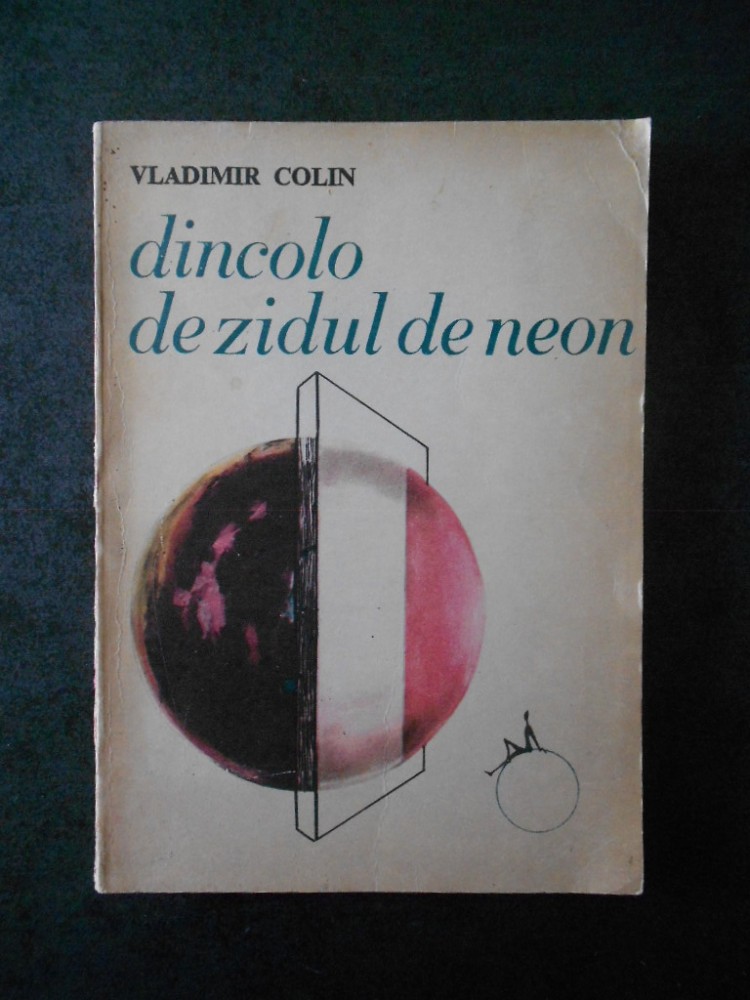 VLADIMIR COLIN
dincolo
de zidul de neon